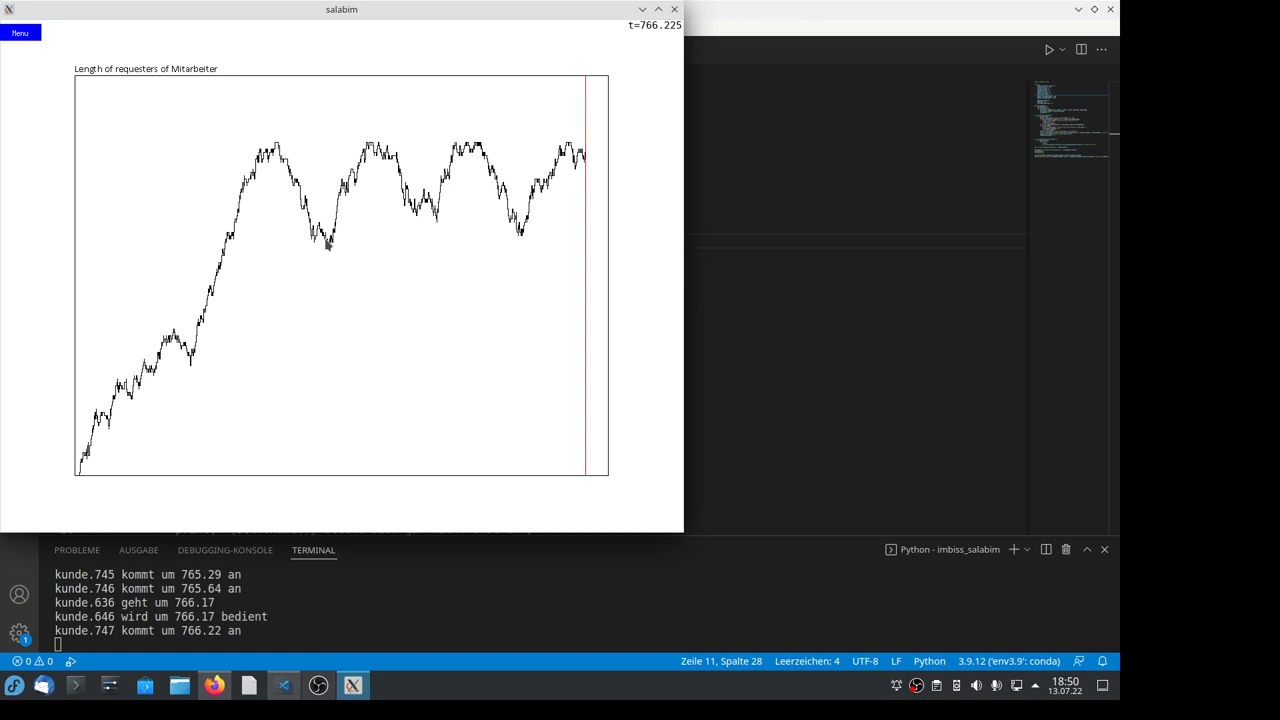 salabim
t=766.225
Menu
Length of requesters of Mitarbeiter
PROBLEME AUSGABE DEBUGGING-KONSOLE TERMINAL
Python - imbiss_salabim
kunde.745 kommt um 765.29 an
kunde.746 kommt um 765.64 an
kunde.636 geht um 766.17
kunde.646 wird um 766.17 bedient
kunde.747 kommt um 766.22 an
1
0 0
Zeile 11, Spalte 28 Leerzeichen: 4 UTF-8 LF Python 3.9.12 ('env3.9': conda)
18:50
13.07.22